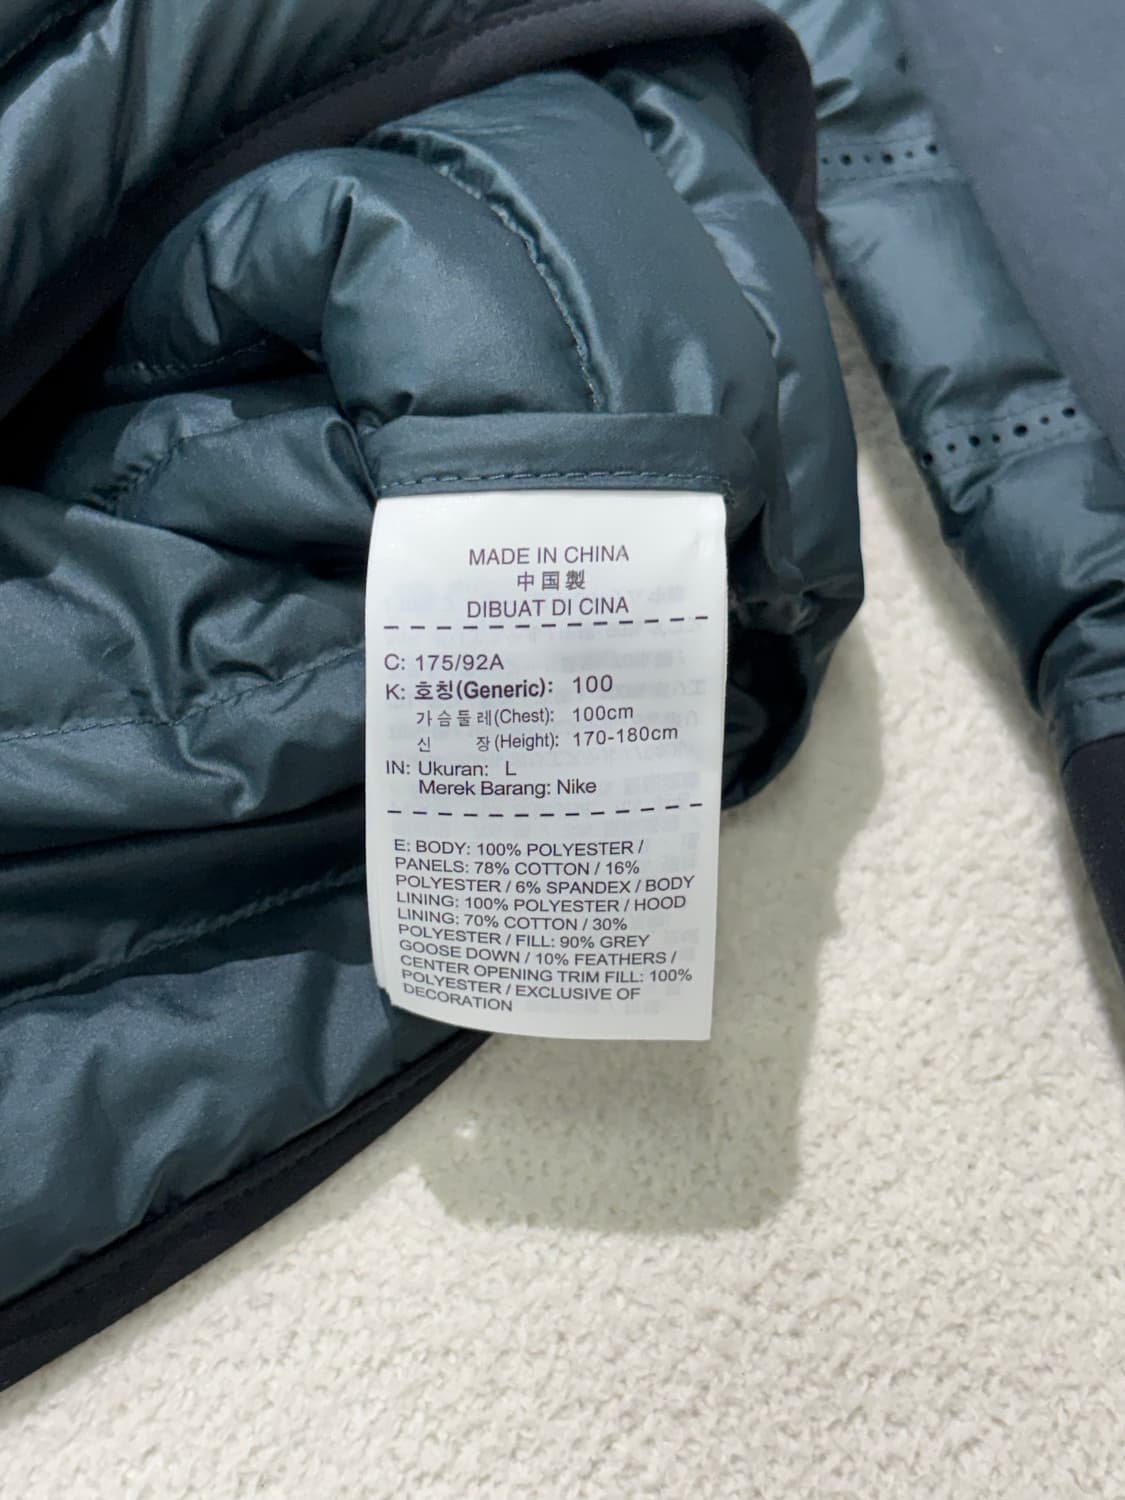 MADE IN CHINA
中国製
DIBUAT DI CINA
C: 175/92A
K: 호칭(Generic): 100
가슴둘레(Chest): 100cm
신 장(Height): 170-180cm
IN: Ukuran: L
Merek Barang: Nike
E: BODY: 100% POLYESTER /
PANELS: 78% COTTON / 16%
POLYESTER / 6% SPANDEX / BODY
LINING: 100% POLYESTER / HOOD
LINING: 70% COTTON / 30%
POLYESTER / FILL: 90% GREY
GOOSE DOWN / 10% FEATHERS /
CENTER OPENING TRIM FILL: 100%
POLYESTER / EXCLUSIVE OF
DECORATION